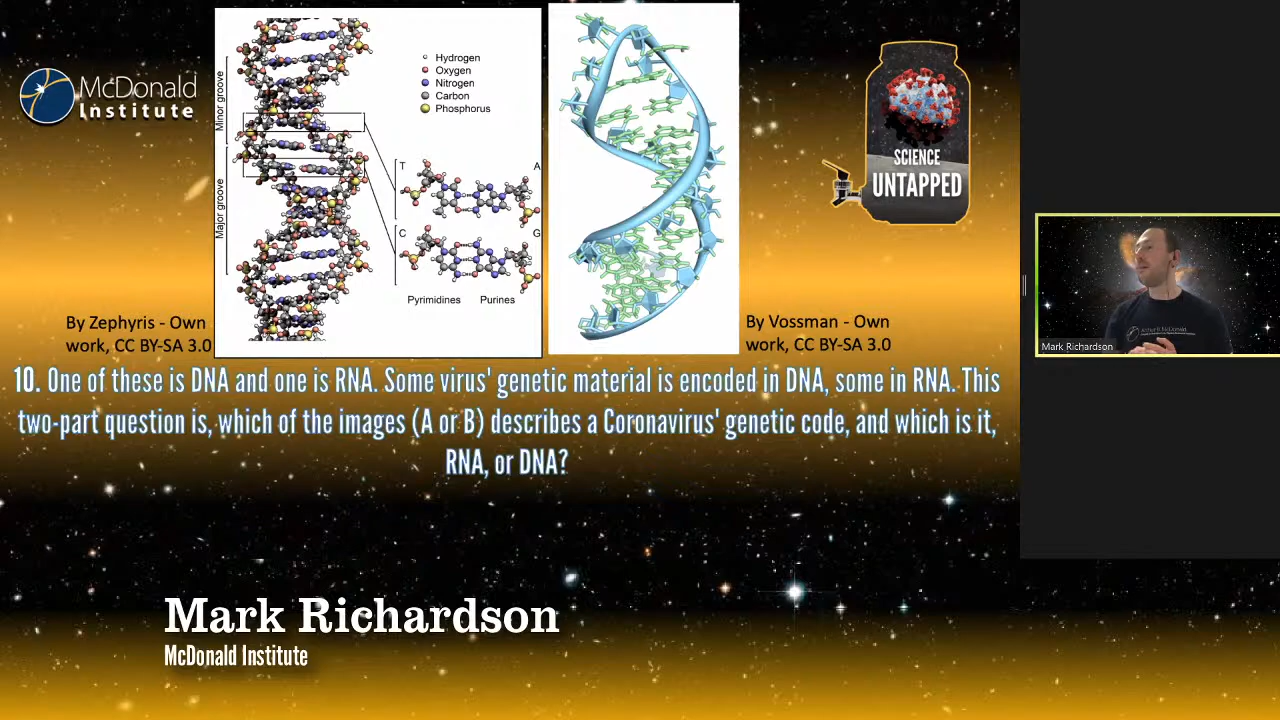 McDonald
Institute
Minor groove
Major groove
Hydrogen
Oxygen
Nitrogen
Carbon
Phosphorus
T
A
C
G
Pyrimidines
Purines
SCIENCE
UNTAPPED
By Zephyris - Own
work, CC BY-SA 3.0
By Vossman - Own
work, CC BY-SA 3.0
10. One of these is DNA and one is RNA. Some virus' genetic material is encoded in DNA, some in RNA. This
two-part question is, which of the images (A or B) describes a Coronavirus' genetic code, and which is it,
RNA, or DNA?
Mark Richardson
Mark Richardson
McDonald Institute